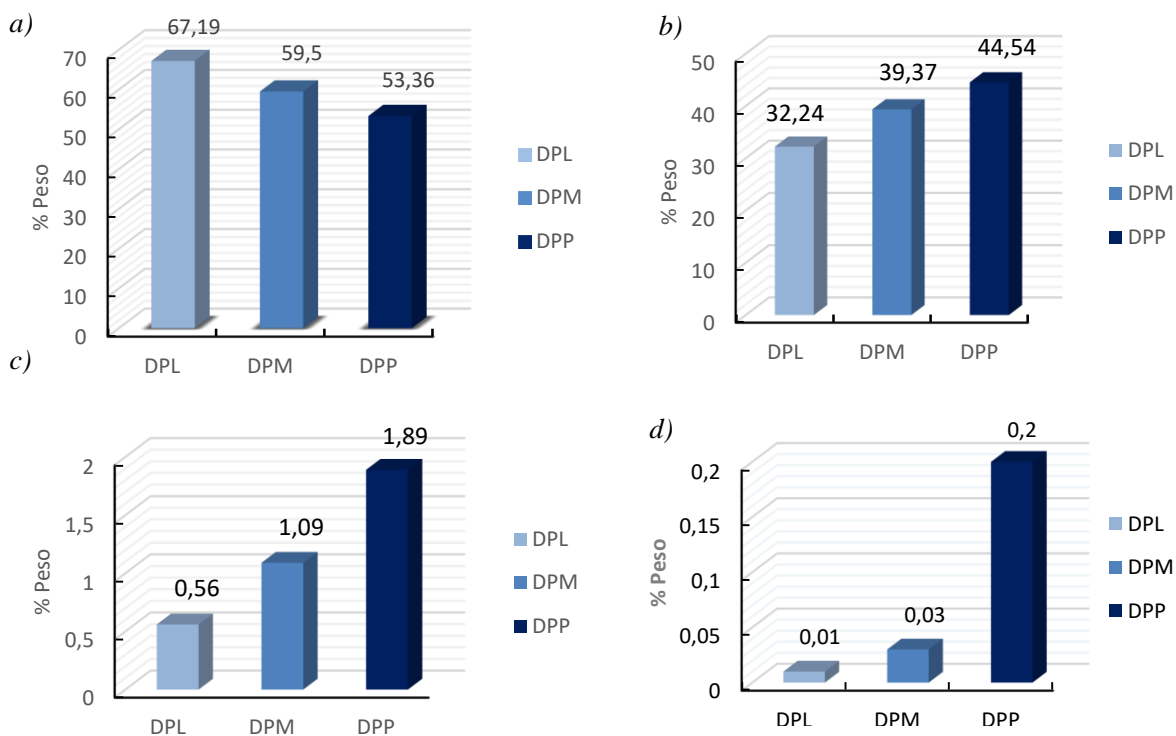 a)
67,19
59,5
53,36
70
60
50
40
30
20
10
0
% Peso
DPL
DPM
DPP
DPL
DPM
DPP
b)
32,24
39,37
44,54
50
40
30
20
10
0
% Peso
DPL
DPM
DPP
DPL
DPM
DPP
c)
0,56
1,09
1,89
2
1,5
1
0,5
0
% Peso
DPL
DPM
DPP
DPL
DPM
DPP
d)
0,01
0,03
0,2
0,2
0,15
0,1
0,05
0
% Peso
DPL
DPM
DPP
DPL
DPM
DPP